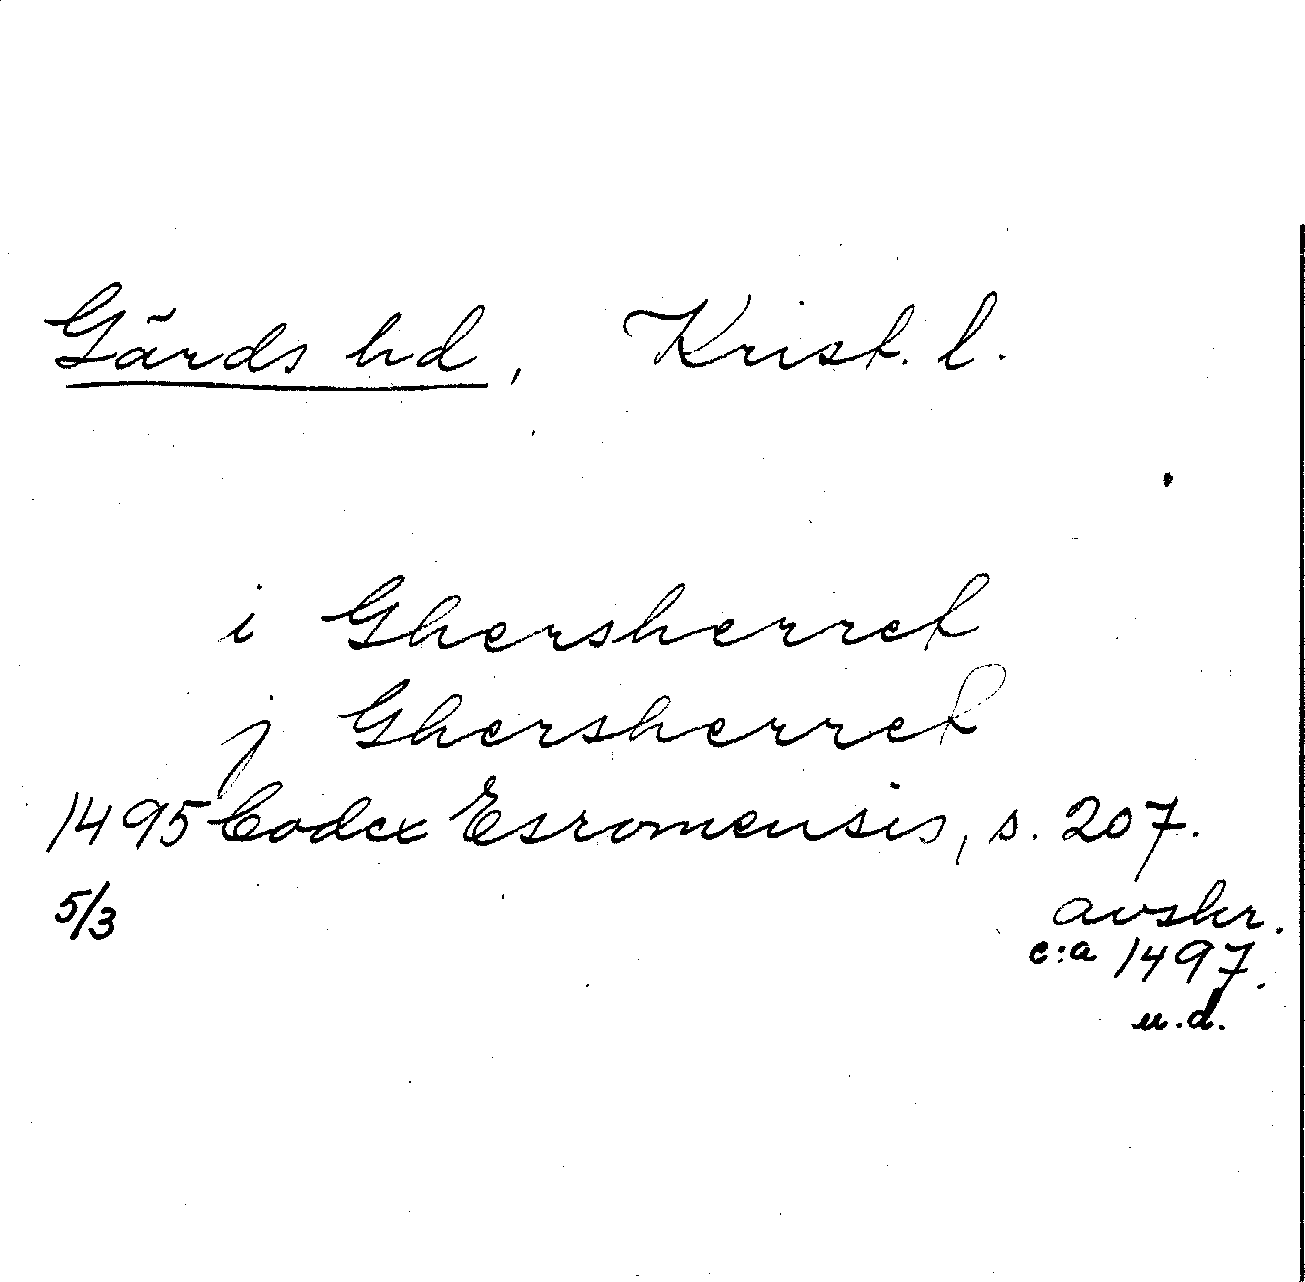 Gärds hd, Krist. l.
i Ghersherret
j Ghersherret
1495 Codex Esromensis, s. 207.
5/3 avskr.
c:a 1497.
u.d.